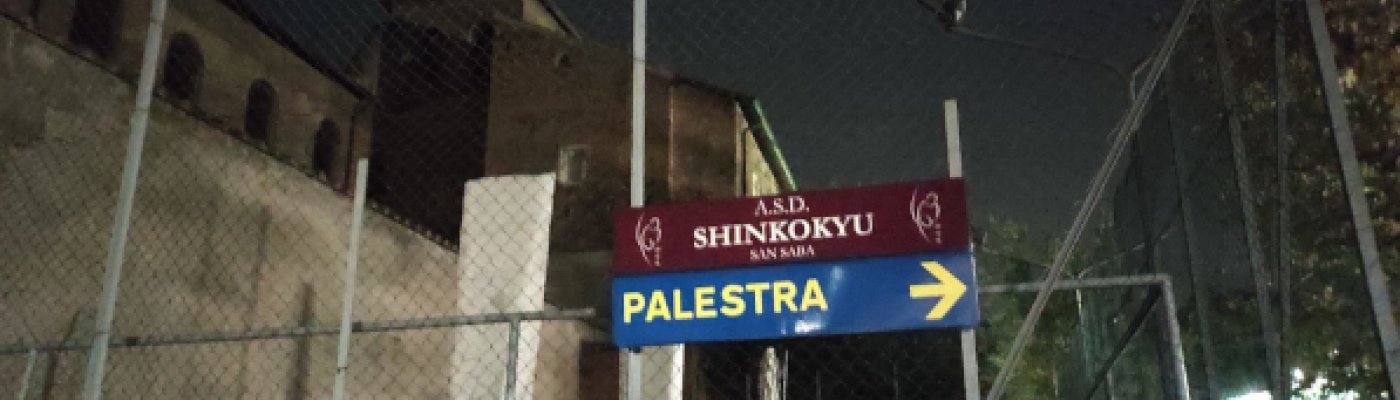 A.S.D.
SHINKOKYU
SAN SABA
PALESTRA